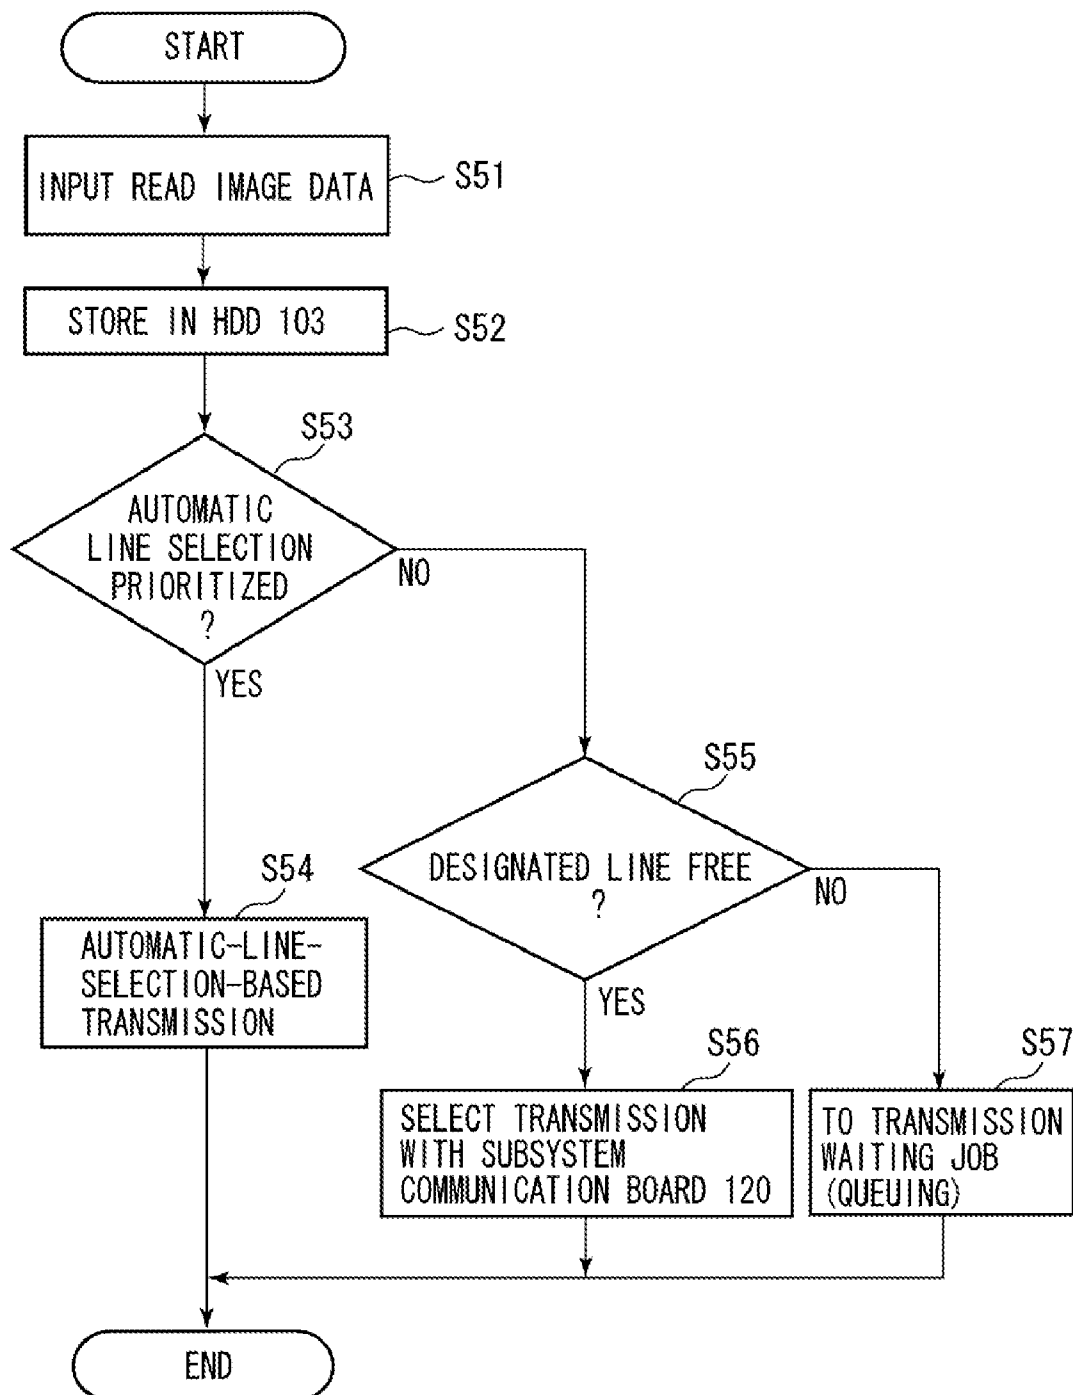 START
INPUT READ IMAGE DATA
S51
STORE IN HDD 103
S52
S53
AUTOMATIC
LINE SELECTION
PRIORITIZED
?
NO
YES
S55
DESIGNATED LINE FREE
?
NO
YES
S54
AUTOMATIC-LINE-
SELECTION-BASED
TRANSMISSION
S56
SELECT TRANSMISSION
WITH SUBSYSTEM
COMMUNICATION BOARD 120
S57
TO TRANSMISSION
WAITING JOB
(QUEUING)
END